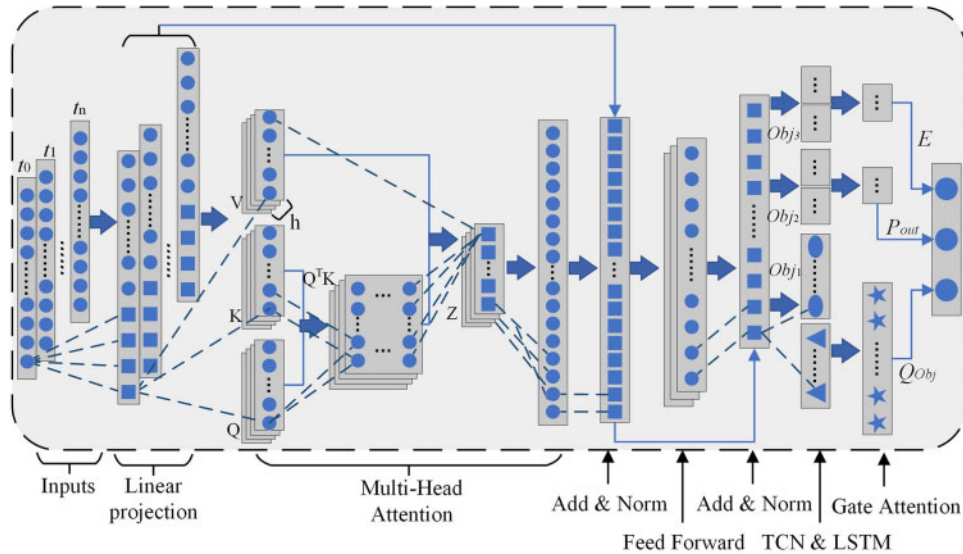 t0
t1
tn
V
h
K
Q
QᵀK
Z
Obj3
Obj2
Obj1
E
Pout
QObj
Inputs
Linear
projection
Multi-Head
Attention
Add & Norm
Feed Forward
Add & Norm
TCN & LSTM
Gate Attention